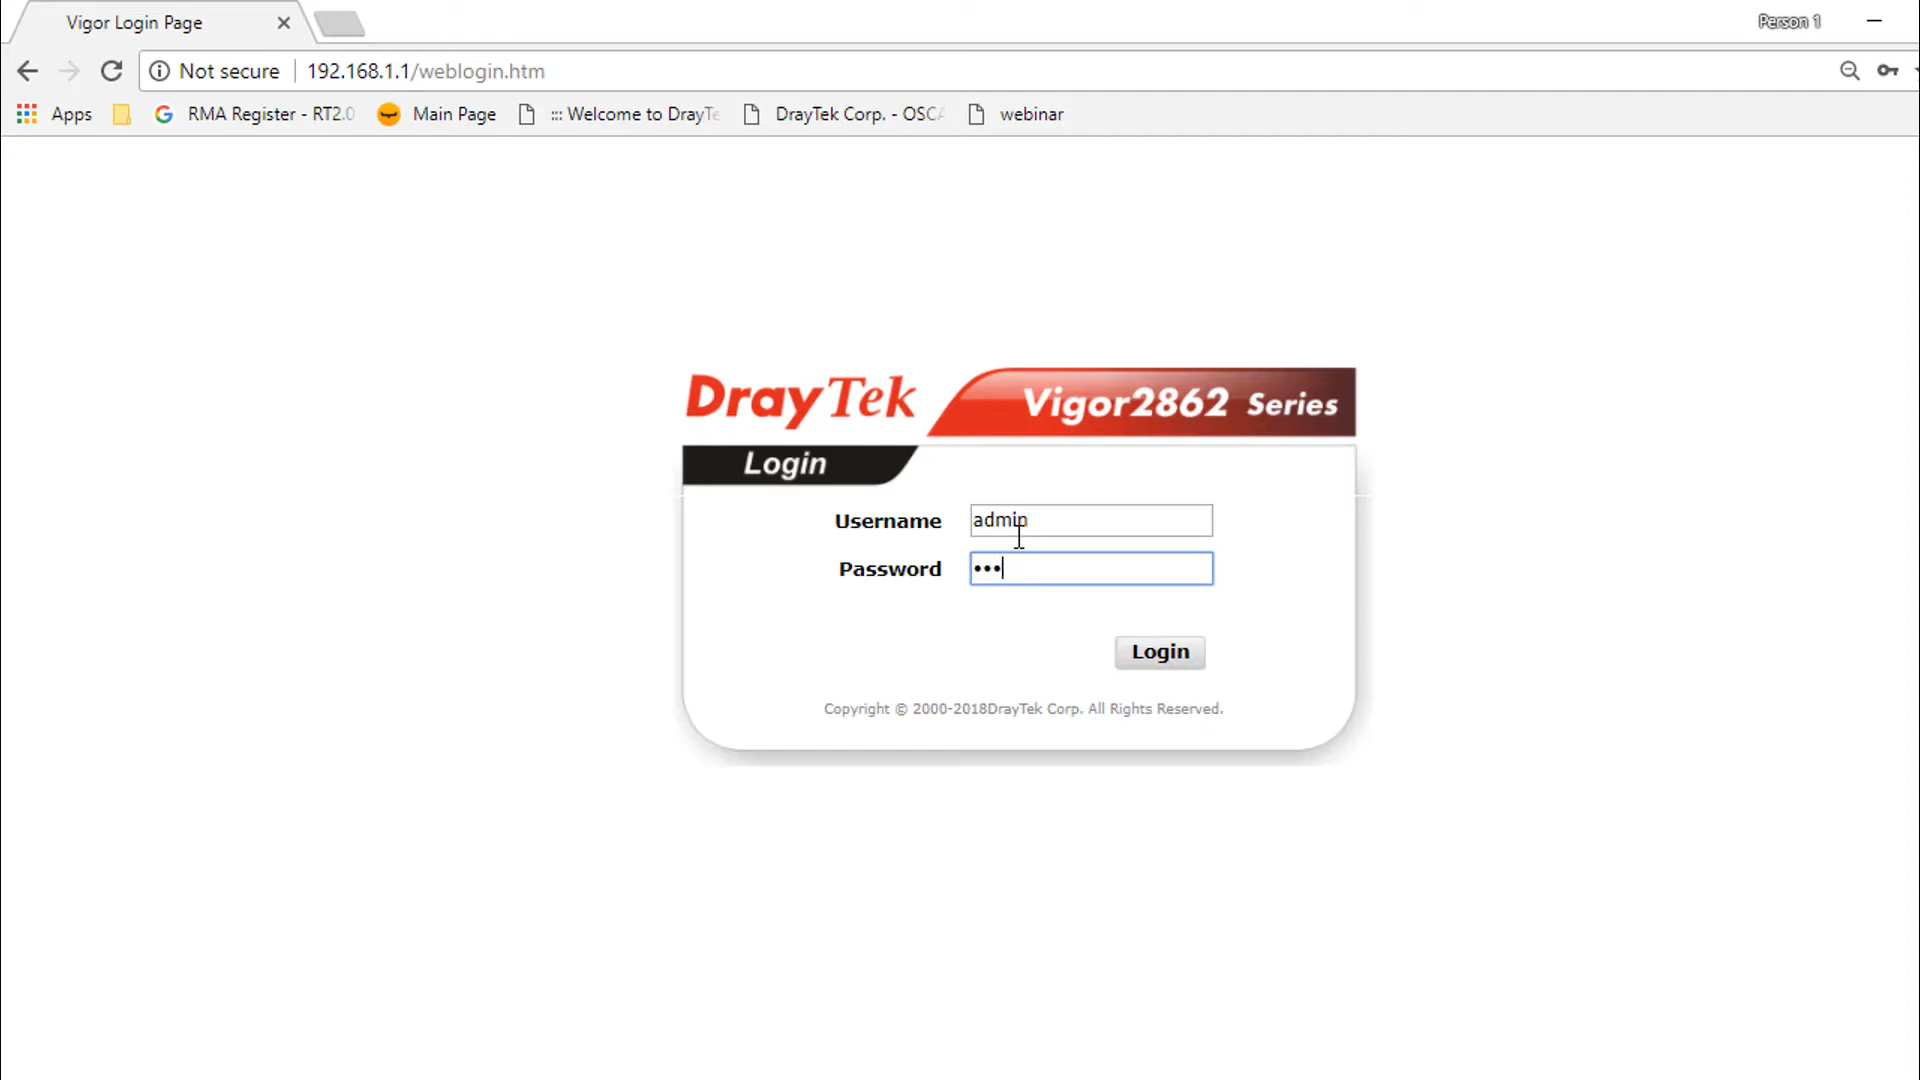 Vigor Login Page
Person 1
Not secure
192.168.1.1/weblogin.htm
Apps
RMA Register - RT2.0
Main Page
::: Welcome to DrayTe
DrayTek Corp. - OSCA
webinar
DrayTek
Vigor2862 Series
Login
Username
admin
Password
•••
Login
Copyright © 2000-2018DrayTek Corp. All Rights Reserved.